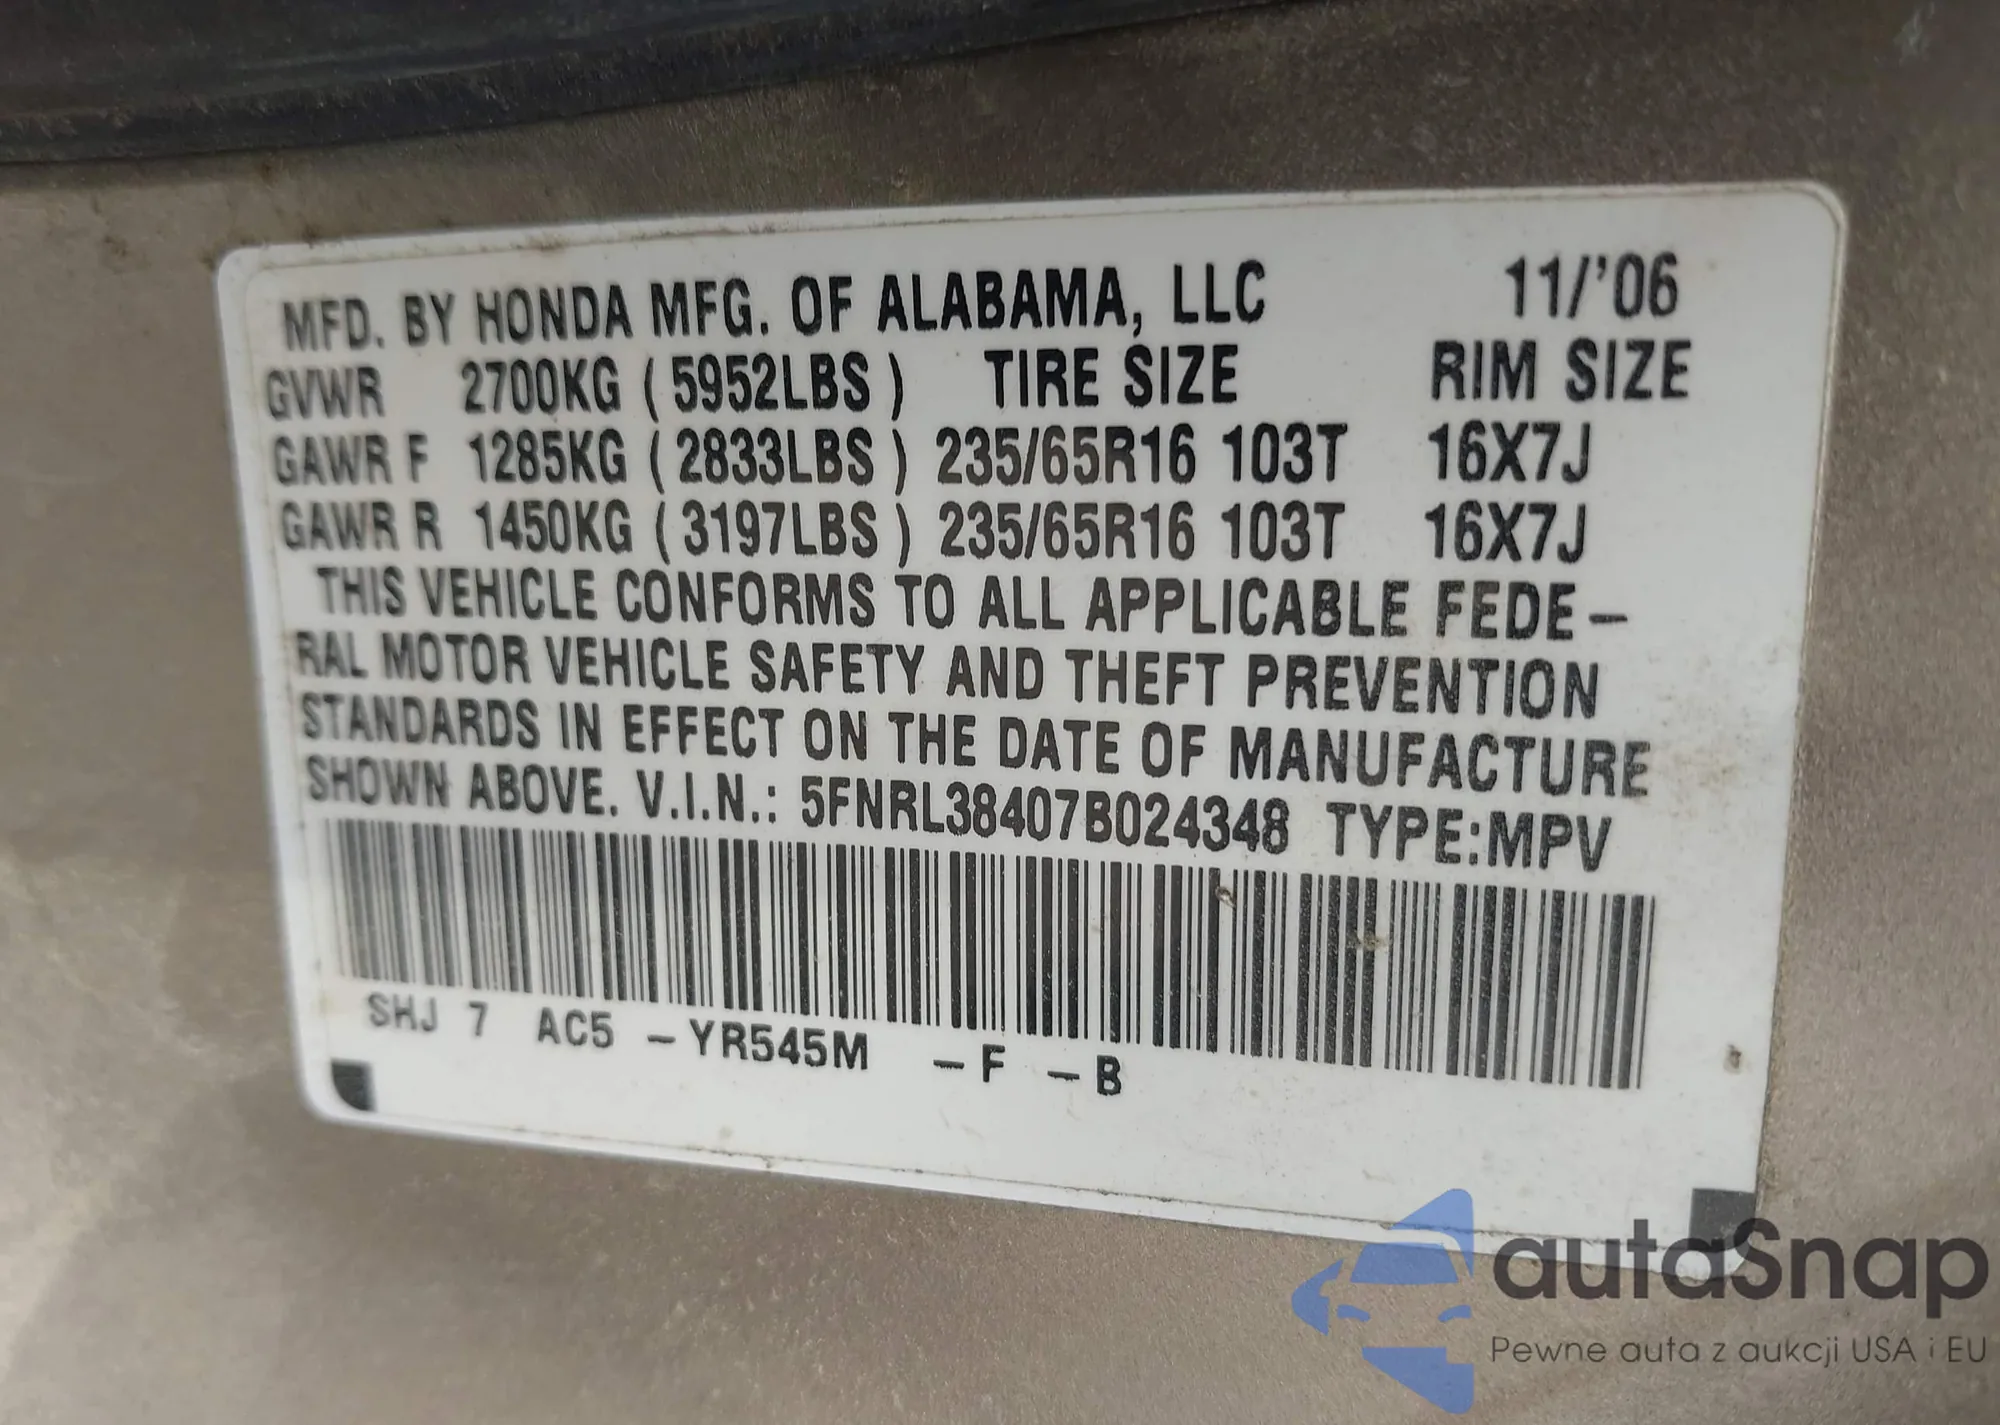 MFD. BY HONDA MFG. OF ALABAMA, LLC 11/'06
GVWR 2700KG ( 5952LBS ) TIRE SIZE RIM SIZE
GAWR F 1285KG ( 2833LBS ) 235/65R16 103T 16X7J
GAWR R 1450KG ( 3197LBS ) 235/65R16 103T 16X7J
THIS VEHICLE CONFORMS TO ALL APPLICABLE FEDE-
RAL MOTOR VEHICLE SAFETY AND THEFT PREVENTION
STANDARDS IN EFFECT ON THE DATE OF MANUFACTURE
SHOWN ABOVE. V.I.N.: 5FNRL38407B024348 TYPE:MPV
SHJ 7 AC5 -YR545M -F -B
autaSnap
Pewne auta z aukcji USA i EU